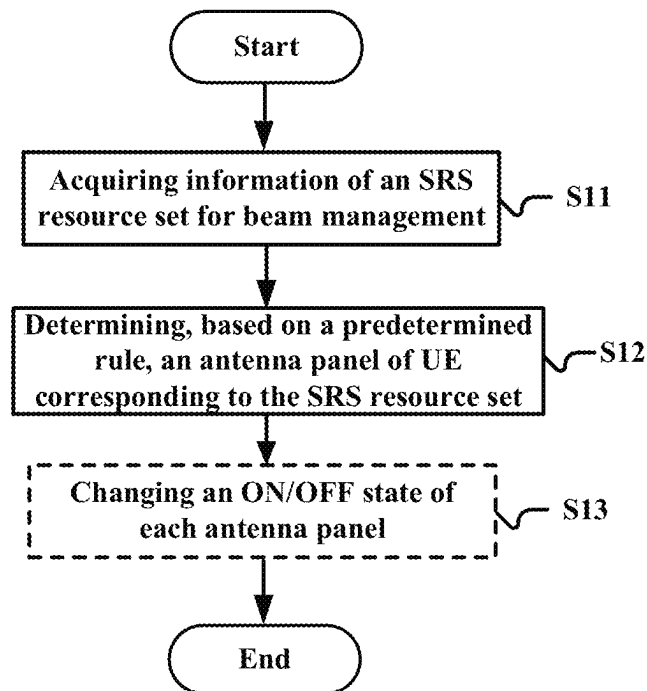 Start
Acquiring information of an SRS
resource set for beam management
S11
Determining, based on a predetermined
rule, an antenna panel of UE
corresponding to the SRS resource set
S12
Changing an ON/OFF state of
each antenna panel
S13
End